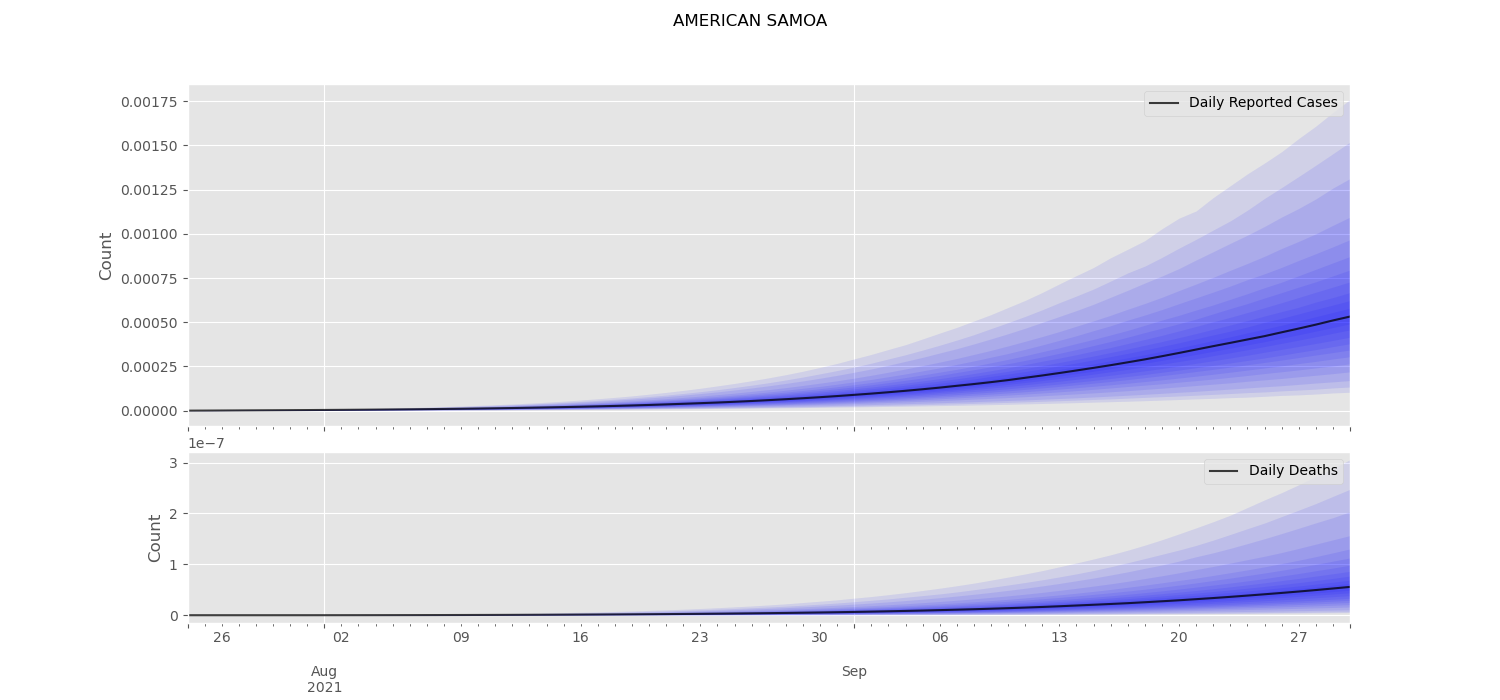 AMERICAN SAMOA
Daily Reported Cases
0.00175
0.00150
0.00125
0.00100
0.00075
0.00050
0.00025
0.00000
Count
1e−7
Daily Deaths
3
2
1
0
Count
26 02 09 16 23 30 06 13 20 27
Aug Sep
2021